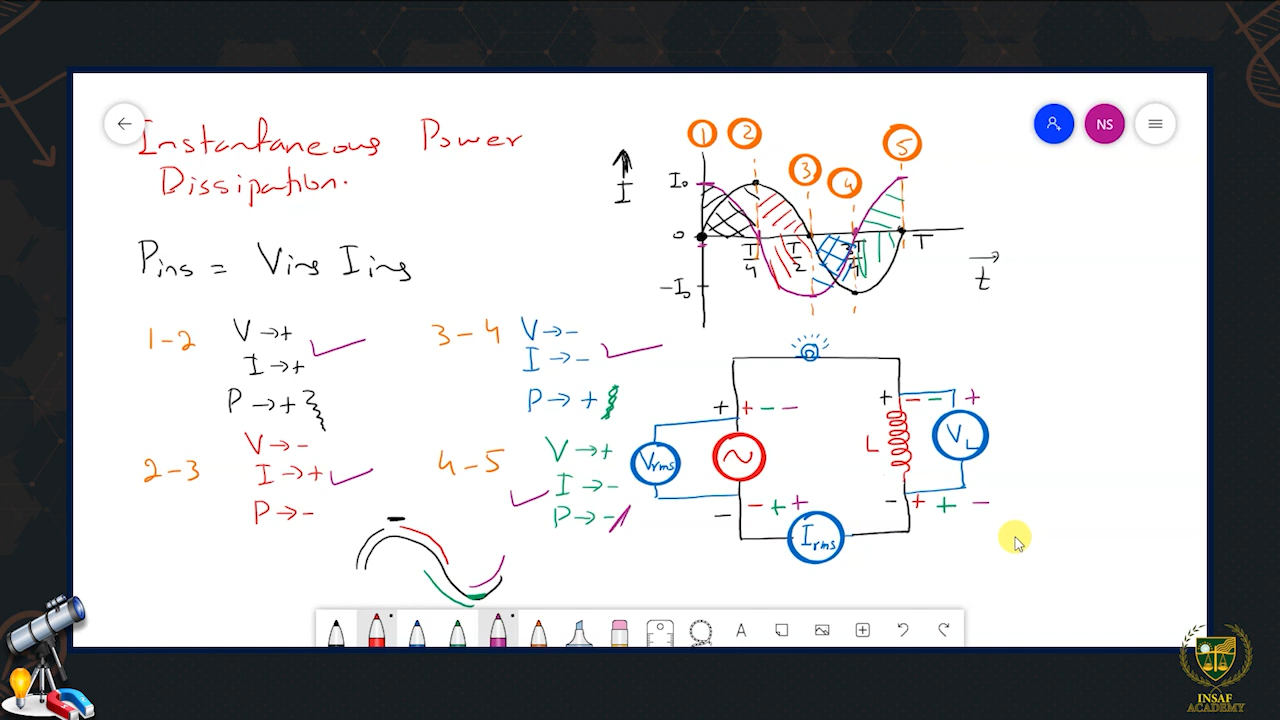 Instantaneous Power
Dissipation.
Pins = Vins Iins
1-2
V→+
I→+
P→+
2-3
V→-
I→+
P→-
3-4
V→-
I→-
P→+
4-5
V→+
I→-
P→-
1 2 3 4 5
I
I₀
0
-I₀
T/4
T/2
3T/4
T
t
+ + - -
Vrms
~
- - + +
Irms
+ - - +
L
VL
- + + -
NS
A
INSAF
ACADEMY